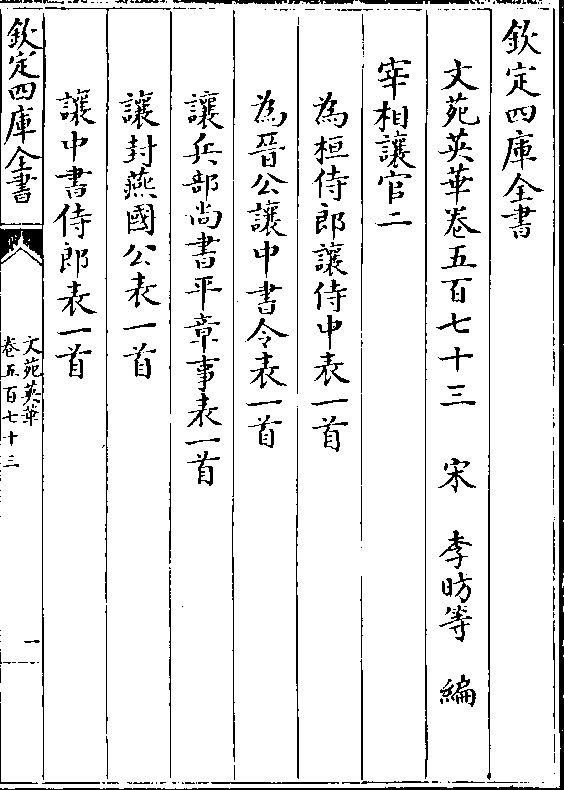 欽定四庫全書
文苑英華卷五百七十三 宋 李昉等 編
宰相讓官二
為桓侍郎讓侍中表一首
為晉公讓中書令表一首
讓兵部尚書平章事表一首
讓封燕國公表一首
讓中書侍郎表一首
欽定四庫全書
文苑英華
卷五百七十三
一